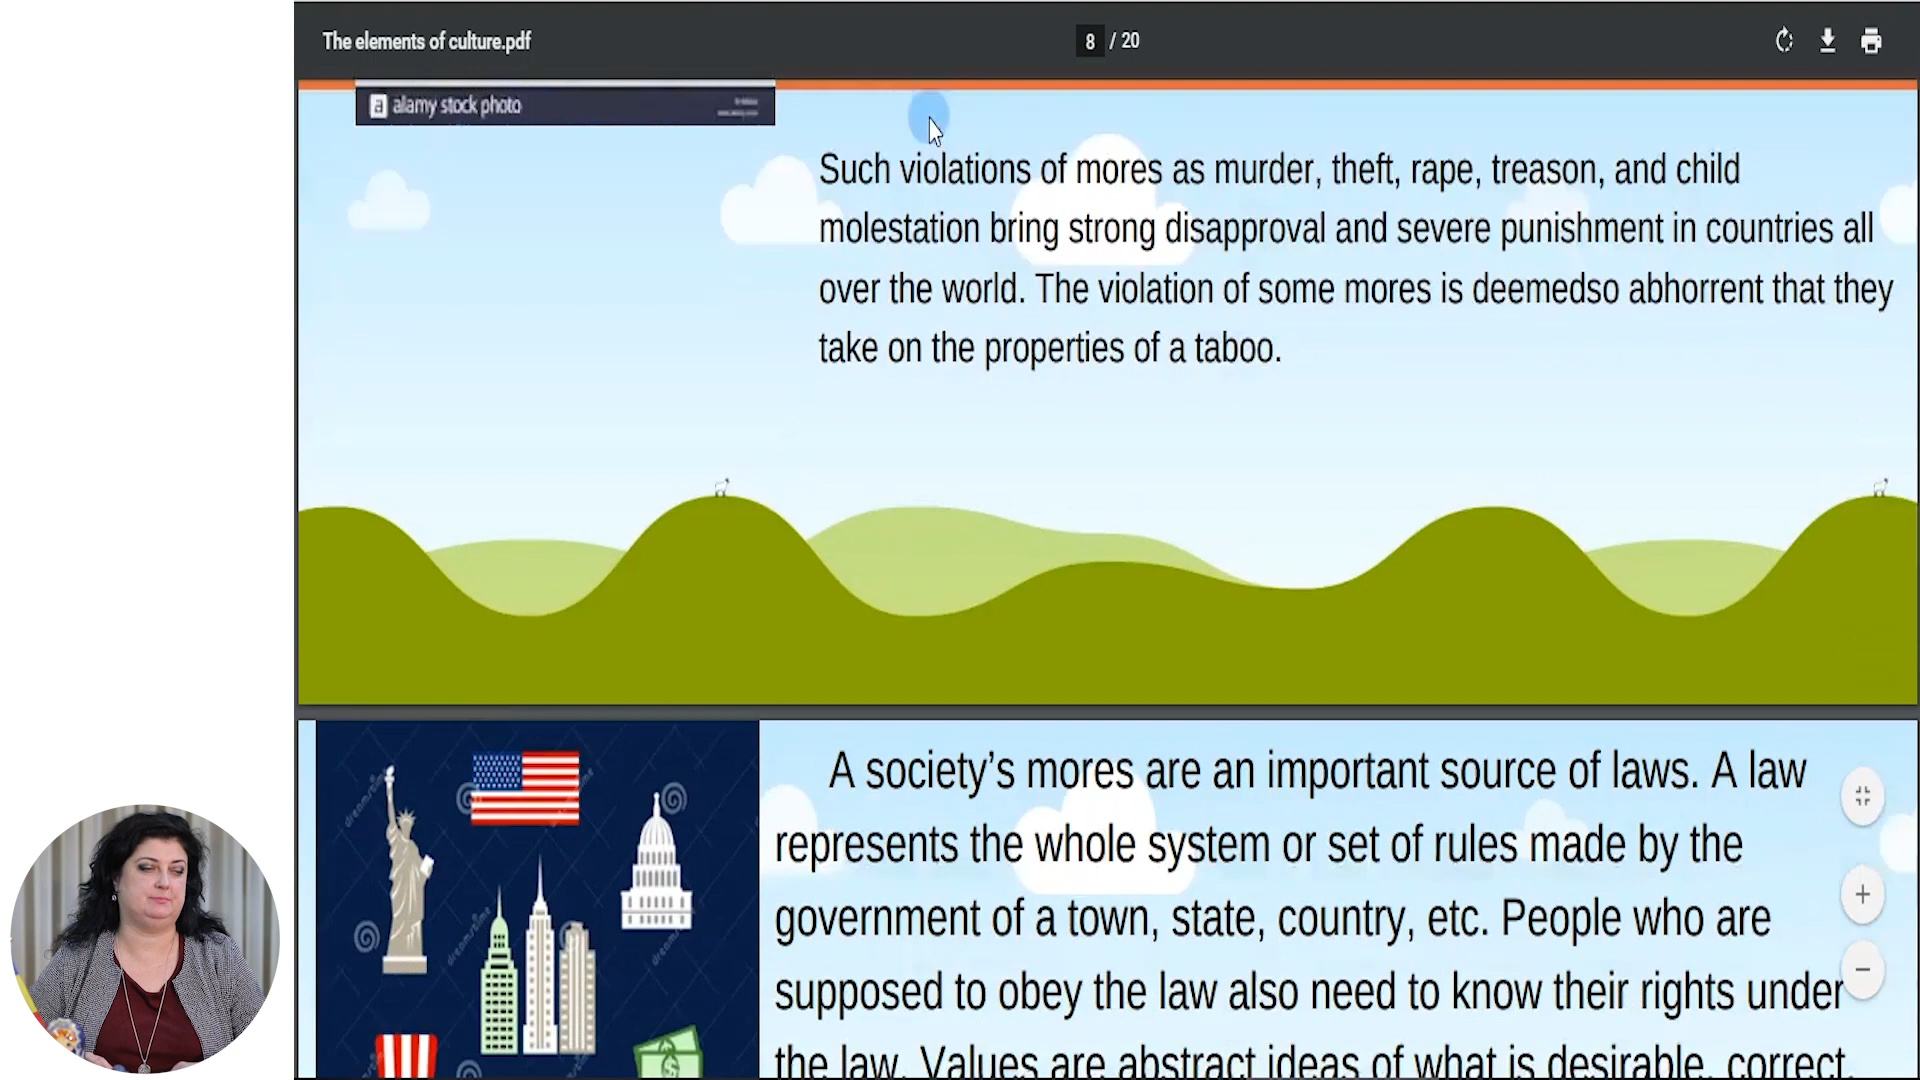 The elements of culture.pdf
8 / 20
a alamy stock photo
Such violations of mores as murder, theft, rape, treason, and child
molestation bring strong disapproval and severe punishment in countries all
over the world. The violation of some mores is deemedso abhorrent that they
take on the properties of a taboo.
A society’s mores are an important source of laws. A law
represents the whole system or set of rules made by the
government of a town, state, country, etc. People who are
supposed to obey the law also need to know their rights under
the law. Values are abstract ideas of what is desirable, correct,
dreamstime
dreamstime
dreamstime